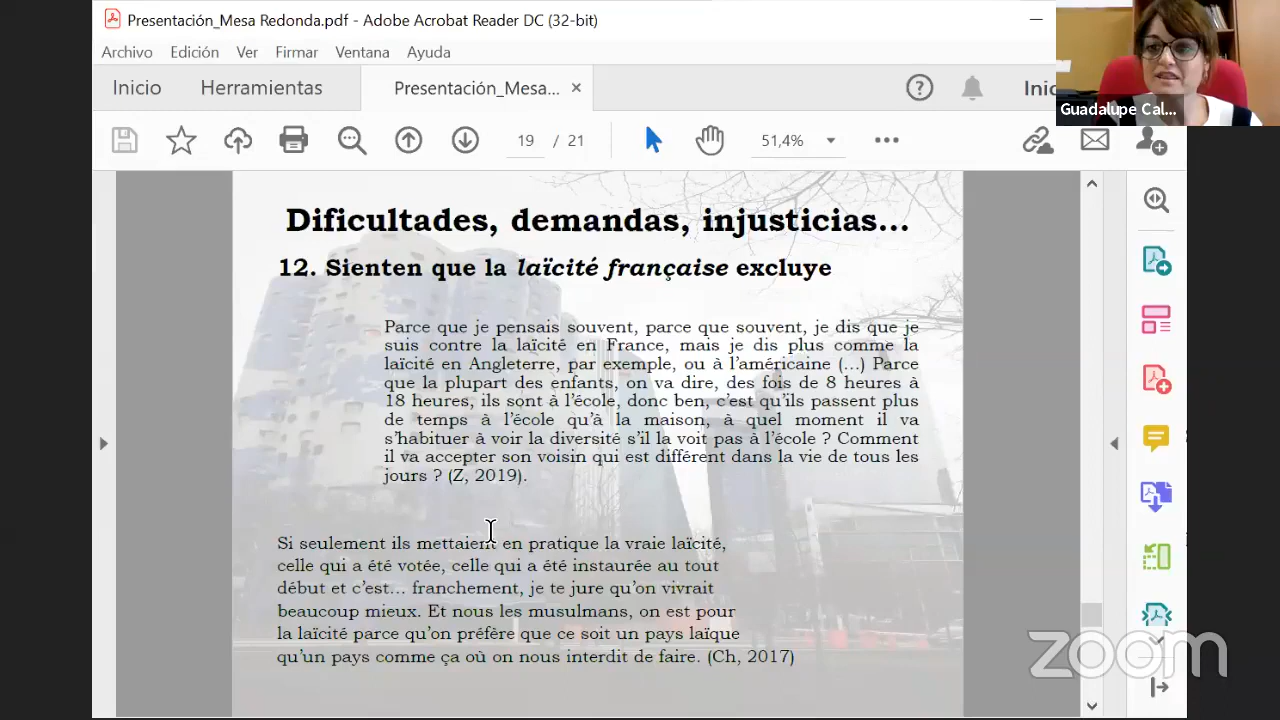 Presentación_Mesa Redonda.pdf - Adobe Acrobat Reader DC (32-bit)
Archivo Edición Ver Firmar Ventana Ayuda
Inicio Herramientas Presentación_Mesa... × Inic
19 / 21 51,4%
Guadalupe Cal...
Dificultades, demandas, injusticias...
12. Sienten que la laïcité française excluye
Parce que je pensais souvent, parce que souvent, je dis que je
suis contre la laïcité en France, mais je dis plus comme la
laïcité en Angleterre, par exemple, ou à l'américaine (...) Parce
que la plupart des enfants, on va dire, des fois de 8 heures à
18 heures, ils sont à l'école, donc ben, c'est qu'ils passent plus
de temps à l'école qu'à la maison, à quel moment il va
s'habituer à voir la diversité s'il la voit pas à l'école ? Comment
il va accepter son voisin qui est différent dans la vie de tous les
jours ? (Z, 2019).
Si seulement ils mettaient en pratique la vraie laïcité,
celle qui a été votée, celle qui a été instaurée au tout
début et c'est... franchement, je te jure qu'on vivrait
beaucoup mieux. Et nous les musulmans, on est pour
la laïcité parce qu'on préfère que ce soit un pays laïque
qu'un pays comme ça où on nous interdit de faire. (Ch, 2017)
zoom